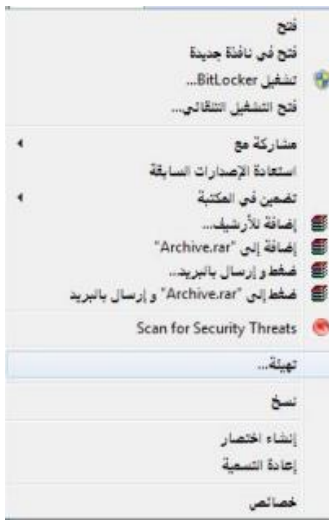 فتح
فتح في نافذة جديدة
تشغيل BitLocker...
فتح التشغيل التلقائي...
مشاركة مع
استعادة الإصدارات السابقة
تضمين في المكتبة
إضافة للأرشيف...
إضافة إلى "Archive.rar"
ضغط و إرسال بالبريد...
ضغط إلى "Archive.rar" و إرسال بالبريد
Scan for Security Threats
تهيئة...
نسخ
إنشاء اختصار
إعادة التسمية
خصائص